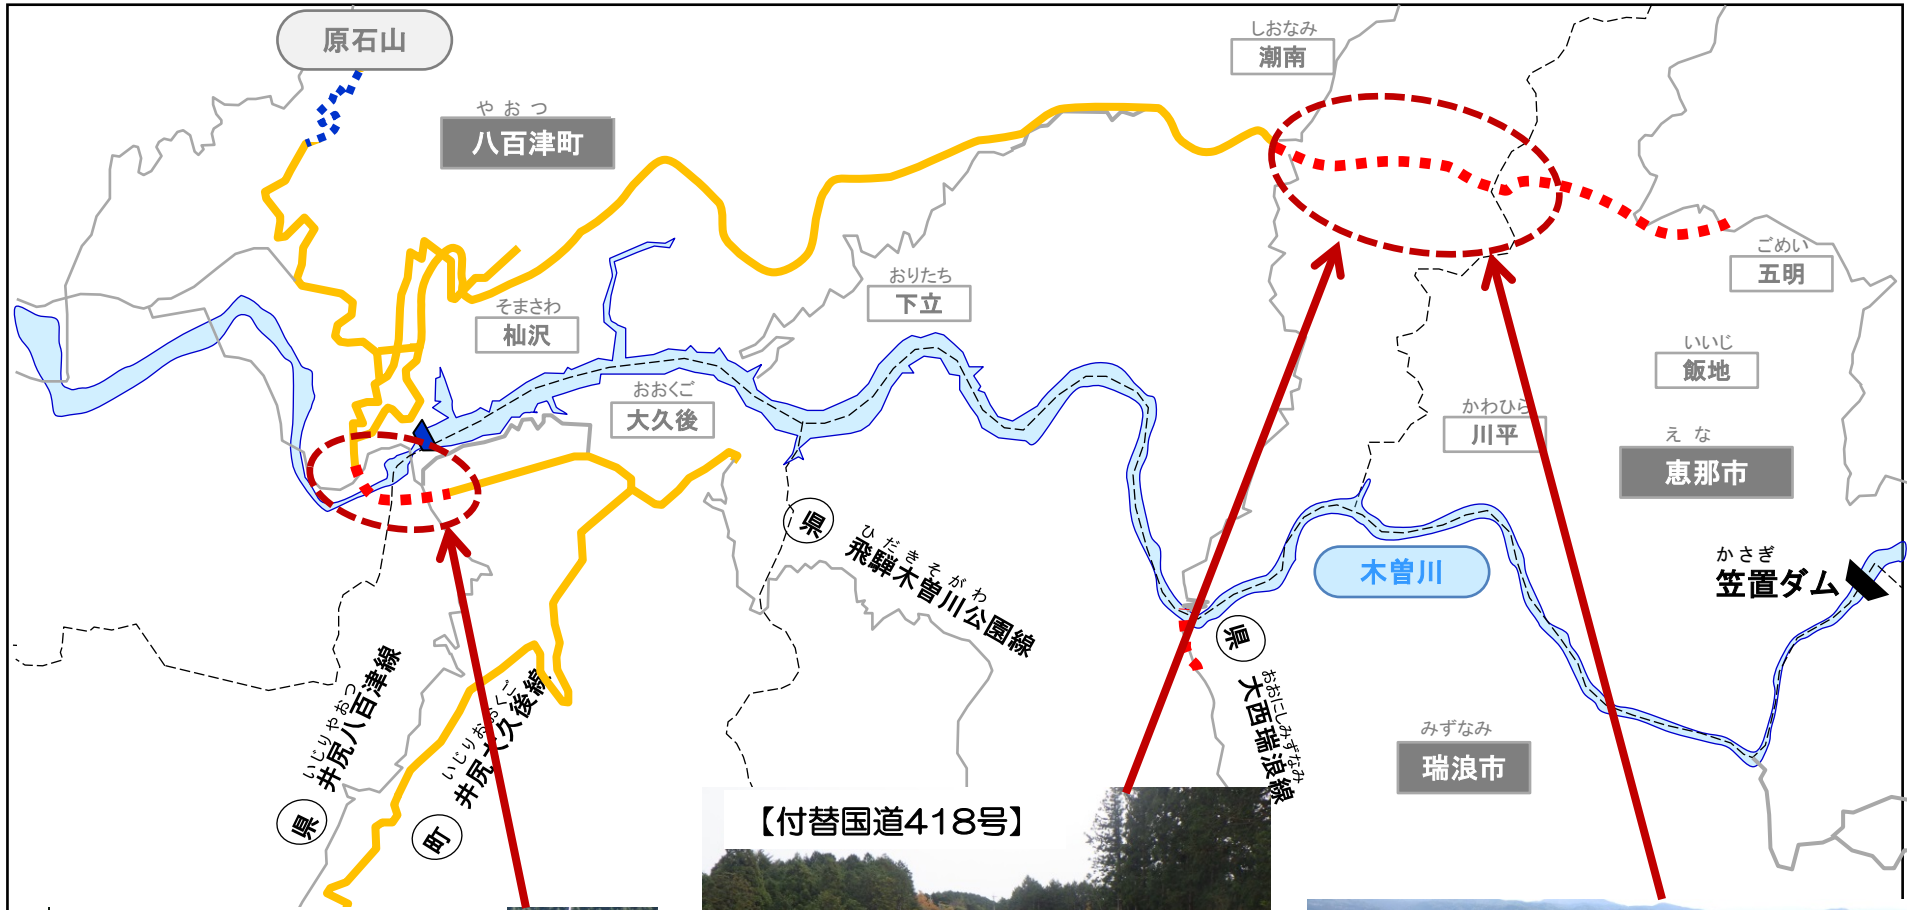 原石山
しおなみ
潮南
やおつ
八百津町
ごめい
五明
おりたち
下立
そまさわ
杣沢
いいじ
飯地
おおくご
大久後
かわひら
川平
えな
恵那市
県
ひだきそがわ
飛騨木曽川公園線
かさぎ
笠置ダム
木曽川
県
おおにしみずなみ
大西瑞浪線
いじりやおつ
井尻八百津線
県
いじりおおくご
井尻大久後線
町
みずなみ
瑞浪市
【付替国道418号】